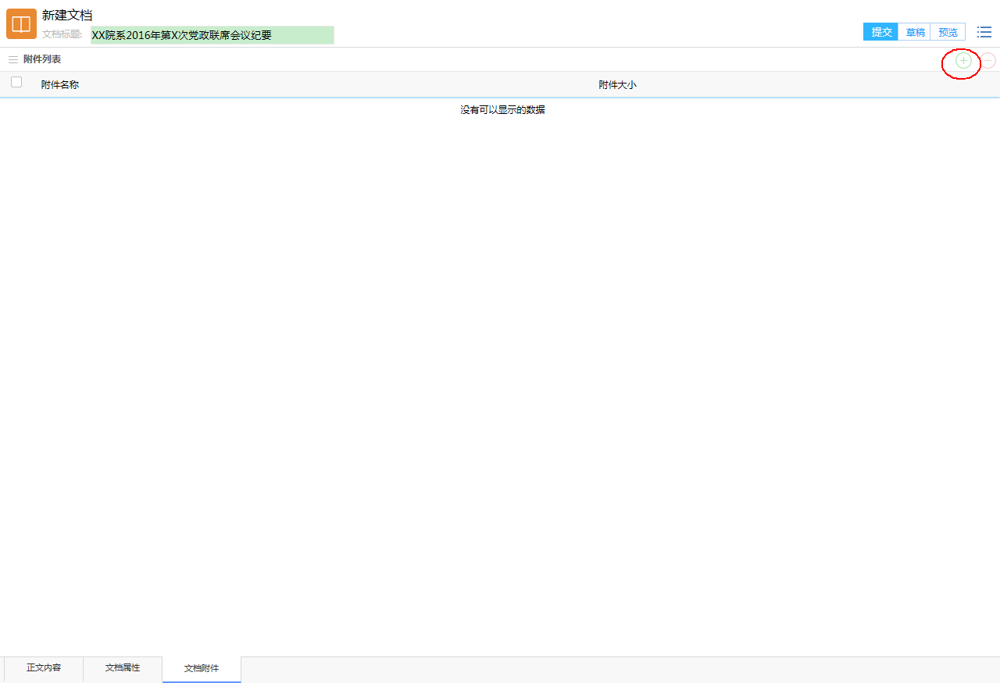 新建文档
文档标题: XX院系2016年第X次党政联席会议纪要
提交 草稿 预览
附件列表
附件名称 附件大小
没有可以显示的数据
正文内容 文档属性 文档附件